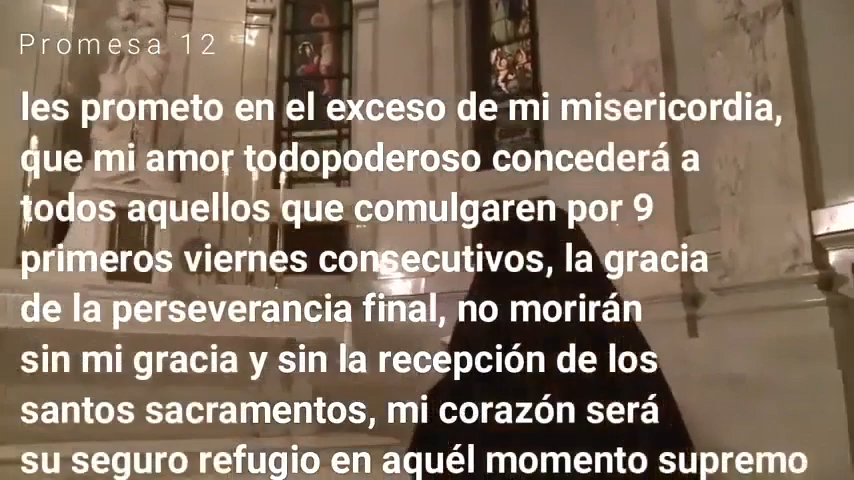 Promesa 12
les prometo en el exceso de mi misericordia,
que mi amor todopoderoso concederá a
todos aquellos que comulgaren por 9
primeros viernes consecutivos, la gracia
de la perseverancia final, no morirán
sin mi gracia y sin la recepción de los
santos sacramentos, mi corazón será
su seguro refugio en aquél momento supremo